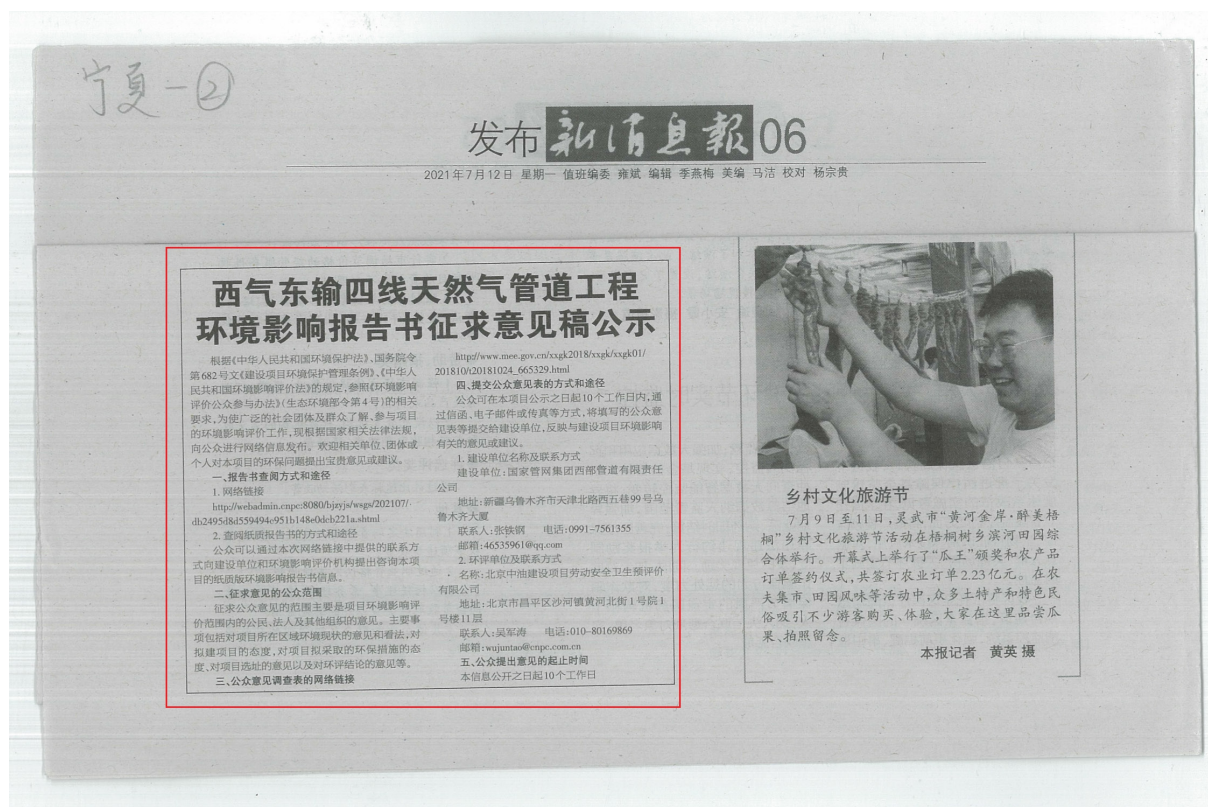 宁夏-②
发布 新消息報 06
2021年7月12日 星期一 值班编委 雍斌 编辑 季燕梅 美编 马洁 校对 杨宗贵
西气东输四线天然气管道工程
环境影响报告书征求意见稿公示
根据《中华人民共和国环境保护法》、国务院令
第682号文《建设项目环境保护管理条例》、《中华人
民共和国环境影响评价法》的规定,参照《环境影响
评价公众参与办法》(生态环境部令第4号)的相关
要求,为使广泛的社会团体及群众了解、参与项目
的环境影响评价工作,现根据国家相关法律法规,
向公众进行网络信息发布。欢迎相关单位、团体或
个人对本项目的环保问题提出宝贵意见或建议。
一、报告书查阅方式和途径
1. 网络链接
http://webadmin.cnpc:8080/bjzyjs/wsgs/202107/
db2495d8d559494c951b148e0dcb221a.shtml
2. 查阅纸质报告书的方式和途径
公众可以通过本次网络链接中提供的联系方
式向建设单位和环境影响评价机构提出咨询本项
目的纸质版环境影响报告书信息。
二、征求意见的公众范围
征求公众意见的范围主要是项目环境影响评
价范围内的公民、法人及其他组织的意见。主要事
项包括对项目所在区域环境现状的意见和看法,对
拟建项目的态度,对项目拟采取的环保措施的态
度,对项目选址的意见以及对环评结论的意见等。
三、公众意见调查表的网络链接
http://www.mee.gov.cn/xxgk2018/xxgk/xxgk01/
201810/t20181024_665329.html
四、提交公众意见表的方式和途径
公众可在本项目公示之日起10个工作日内,通
过信函、电子邮件或传真等方式,将填写的公众意
见表等提交给建设单位,反映与建设项目环境影响
有关的意见或建议。
1. 建设单位名称及联系方式
建设单位:国家管网集团西部管道有限责任
公司
地址:新疆乌鲁木齐市天津北路西五巷99号乌
鲁木齐大厦
联系人:张铁钢 电话:0991-7561355
邮箱:46535961@qq.com
2. 环评单位及联系方式
名称:北京中油建设项目劳动安全卫生预评价
有限公司
地址:北京市昌平区沙河镇黄河北街1号院1
号楼11层
联系人:吴军涛 电话:010-80169869
邮箱:wujuntao@cnpc.com.cn
五、公众提出意见的起止时间
本信息公开之日起10个工作日
乡村文化旅游节
7月9日至11日,灵武市“黄河金岸·醉美梧
桐”乡村文化旅游节活动在梧桐树乡滨河田园综
合体举行。开幕式上举行了“瓜王”颁奖和农产品
订单签约仪式,共签订农业订单2.23亿元。在农
夫集市、田园风味等活动中,众多土特产和特色民
俗吸引不少游客购买、体验,大家在这里品尝瓜
果、拍照留念。
本报记者 黄英 摄